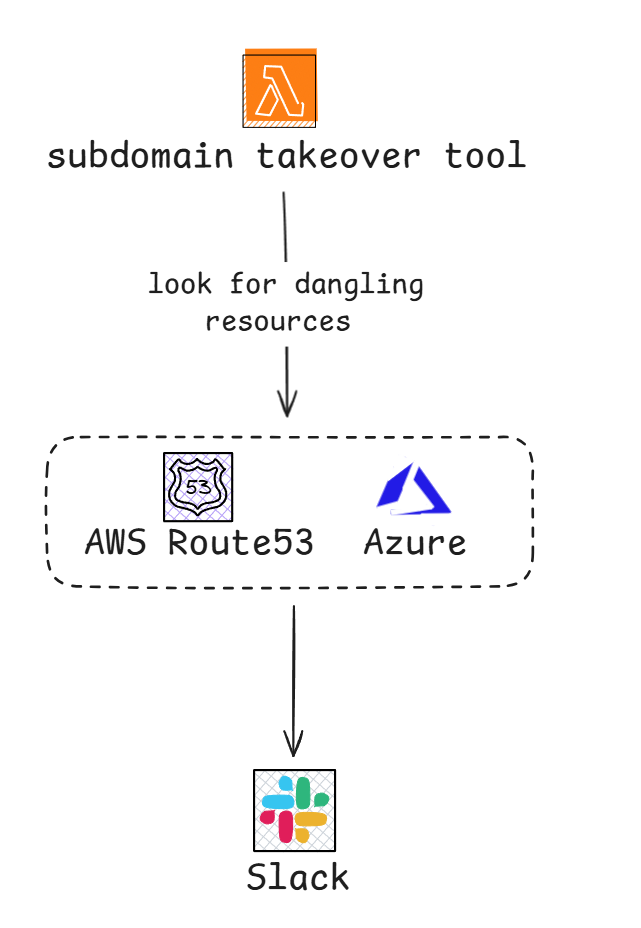 subdomain takeover tool
look for dangling
resources
53
AWS Route53 Azure
Slack